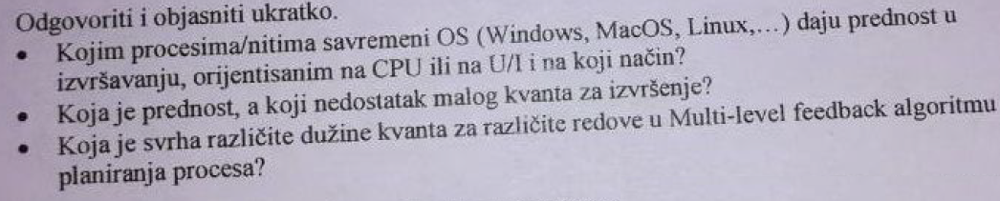 Odgovoriti i objasniti ukratko.
• Kojim procesima/nitima savremeni OS (Windows, MacOS, Linux,…) daju prednost u
izvršavanju, orijentisanim na CPU ili na U/I i na koji način?
• Koja je prednost, a koji nedostatak malog kvanta za izvršenje?
• Koja je svrha različite dužine kvanta za različite redove u Multi-level feedback algoritmu
planiranja procesa?